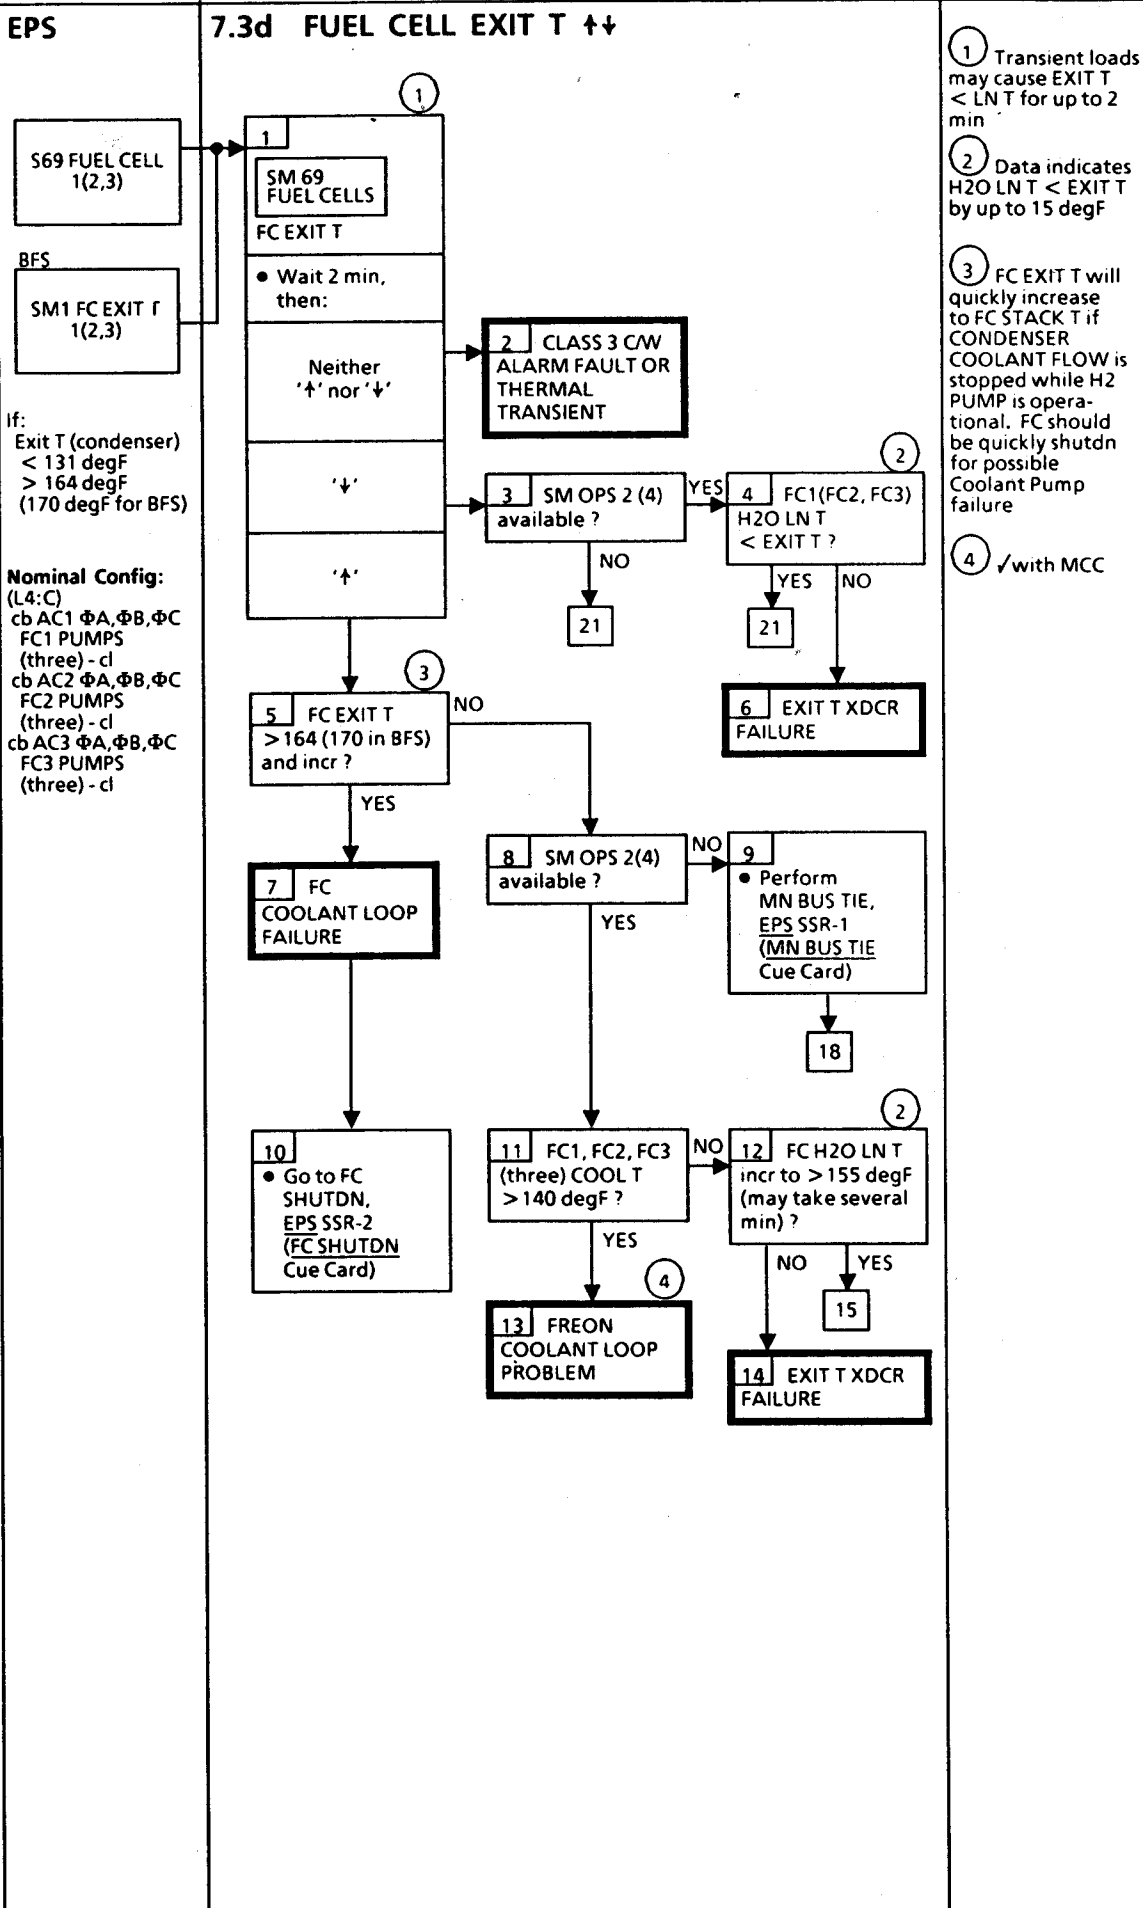 EPS
7.3d FUEL CELL EXIT T ↑↓
S69 FUEL CELL
1(2,3)
BFS
SM1 FC EXIT T
1(2,3)
If:
Exit T (condenser)
< 131 degF
> 164 degF
(170 degF for BFS)
Nominal Config:
(L4:C)
cb AC1 ΦA,ΦB,ΦC
FC1 PUMPS
(three) - cl
cb AC2 ΦA,ΦB,ΦC
FC2 PUMPS
(three) - cl
cb AC3 ΦA,ΦB,ΦC
FC3 PUMPS
(three) - cl
1
1
SM 69
FUEL CELLS
FC EXIT T
● Wait 2 min,
then:
Neither
'↑' nor '↓'
'↓'
'↑'
2 CLASS 3 C/W
ALARM FAULT OR
THERMAL
TRANSIENT
3 SM OPS 2 (4)
available ?
YES
NO
21
2
4 FC1(FC2, FC3)
H2O LN T
< EXIT T ?
YES
NO
21
6 EXIT T XDCR
FAILURE
3
5 FC EXIT T
>164 (170 in BFS)
and incr ?
NO
YES
7 FC
COOLANT LOOP
FAILURE
8 SM OPS 2(4)
available ?
NO
YES
9
● Perform
MN BUS TIE,
EPS SSR-1
(MN BUS TIE
Cue Card)
18
10
● Go to FC
SHUTDN,
EPS SSR-2
(FC SHUTDN
Cue Card)
11 FC1, FC2, FC3
(three) COOL T
>140 degF ?
NO
YES
2
12 FC H2O LN T
incr to >155 degF
(may take several
min) ?
NO
YES
15
4
13 FREON
COOLANT LOOP
PROBLEM
14 EXIT T XDCR
FAILURE
1 Transient loads
may cause EXIT T
< LN T for up to 2
min
2 Data indicates
H2O LN T < EXIT T
by up to 15 degF
3 FC EXIT T will
quickly increase
to FC STACK T if
CONDENSER
COOLANT FLOW is
stopped while H2
PUMP is opera-
tional. FC should
be quickly shutdn
for possible
Coolant Pump
failure
4 ✓with MCC